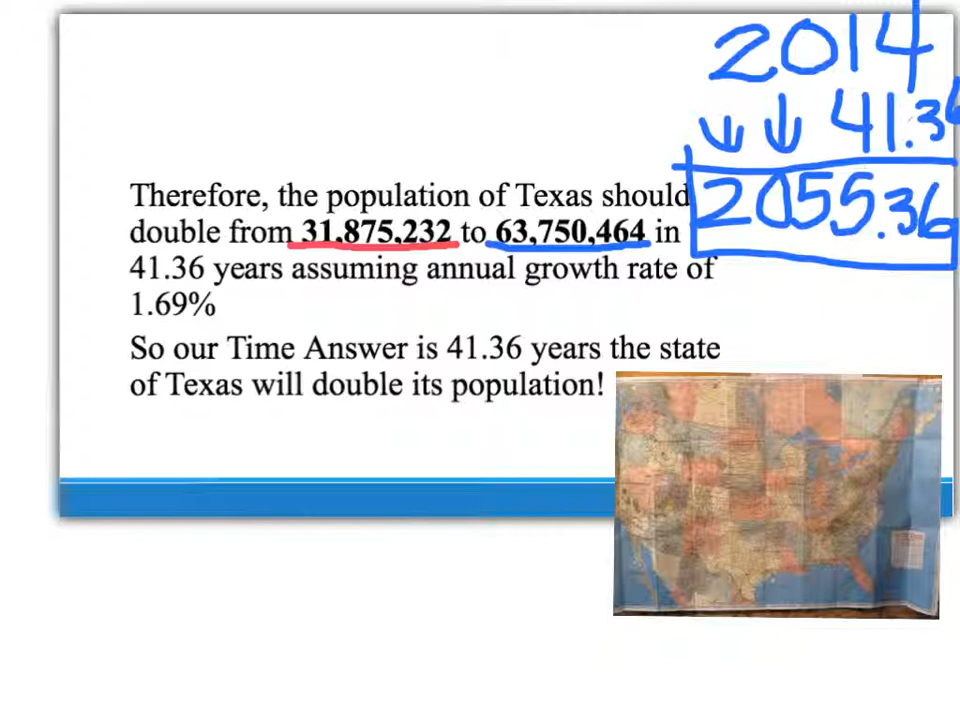 2014
41.36
2055.36
Therefore, the population of Texas should
double from 31,875,232 to 63,750,464 in
41.36 years assuming annual growth rate of
1.69%
So our Time Answer is 41.36 years the state
of Texas will double its population!